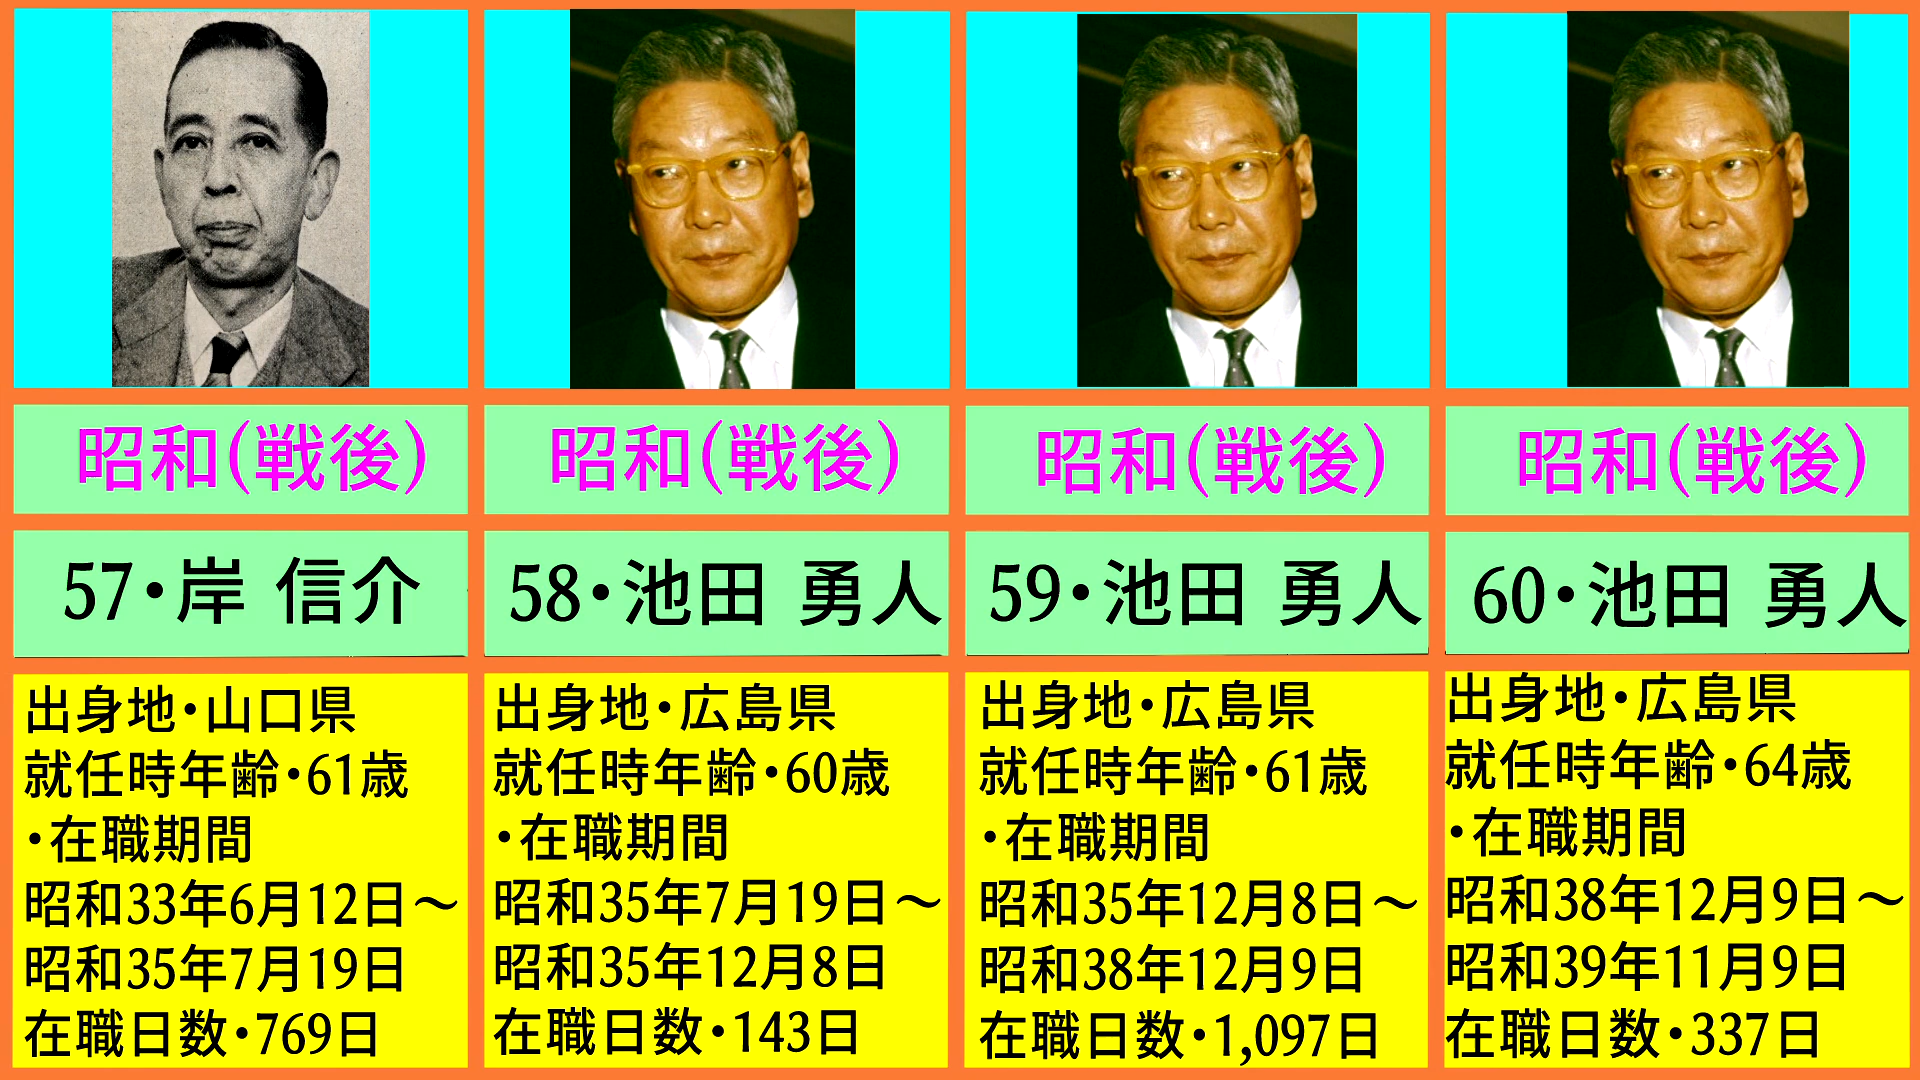 昭和(戦後)
57・岸 信介
出身地・山口県
就任時年齢・61歳
・在職期間
昭和33年6月12日～
昭和35年7月19日
在職日数・769日
昭和(戦後)
58・池田 勇人
出身地・広島県
就任時年齢・60歳
・在職期間
昭和35年7月19日～
昭和35年12月8日
在職日数・143日
昭和(戦後)
59・池田 勇人
出身地・広島県
就任時年齢・61歳
・在職期間
昭和35年12月8日～
昭和38年12月9日
在職日数・1,097日
昭和(戦後)
60・池田 勇人
出身地・広島県
就任時年齢・64歳
・在職期間
昭和38年12月9日～
昭和39年11月9日
在職日数・337日